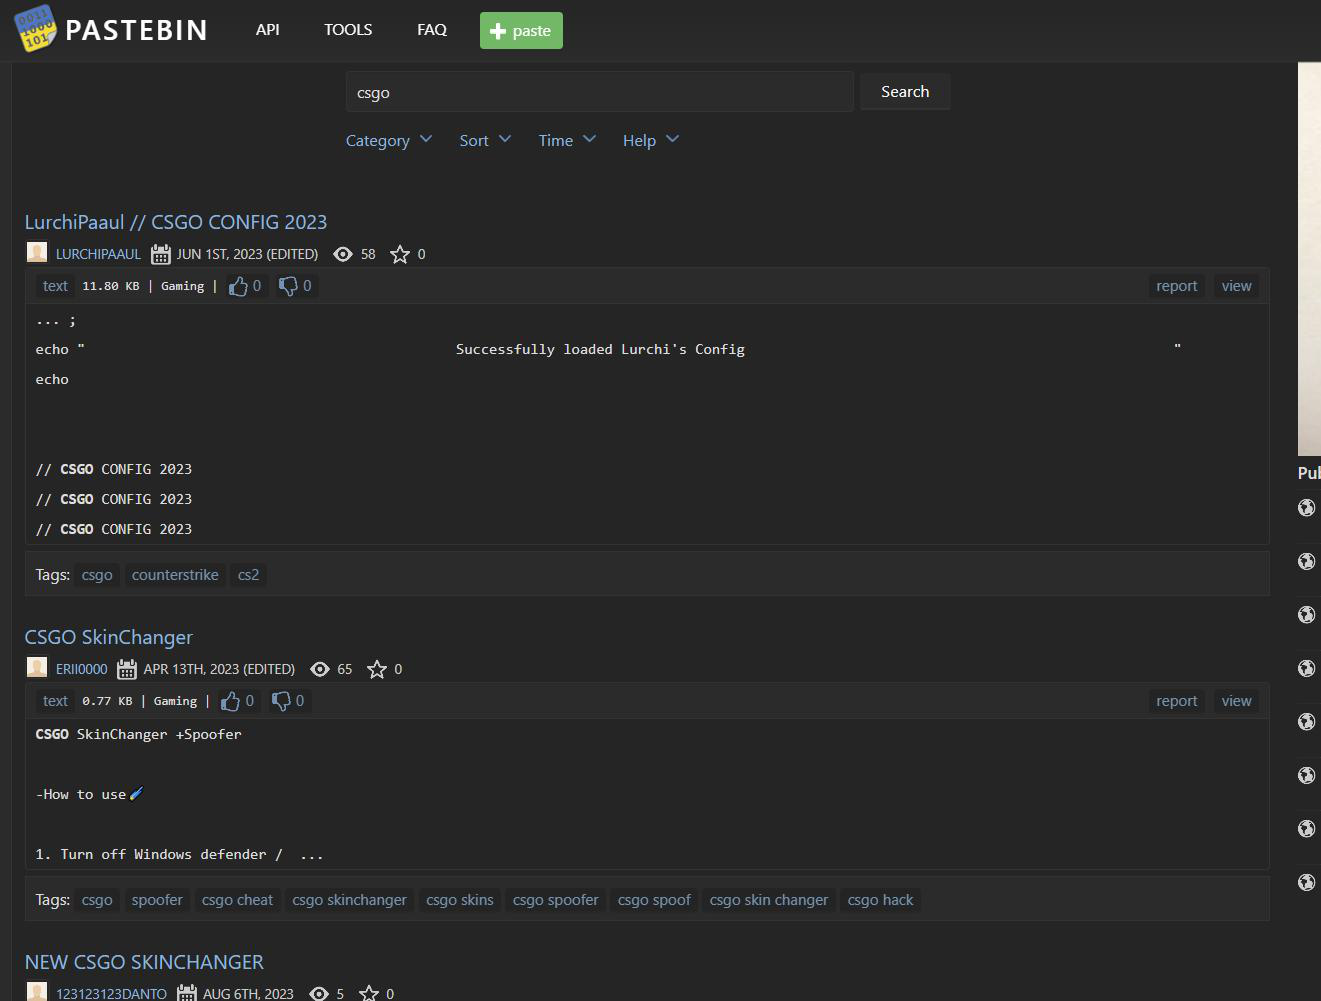 PASTEBIN API TOOLS FAQ paste
csgo Search
Category Sort Time Help
LurchiPaaul // CSGO CONFIG 2023
LURCHIPAAUL JUN 1ST, 2023 (EDITED) 58 0
text 11.80 KB | Gaming | 0 0 report view
... ;
echo " Successfully loaded Lurchi's Config "
echo
// CSGO CONFIG 2023
// CSGO CONFIG 2023
// CSGO CONFIG 2023
Tags: csgo counterstrike cs2
CSGO SkinChanger
ERII0000 APR 13TH, 2023 (EDITED) 65 0
text 0.77 KB | Gaming | 0 0 report view
CSGO SkinChanger +Spoofer
-How to use
1. Turn off Windows defender / ...
Tags: csgo spoofer csgo cheat csgo skinchanger csgo skins csgo spoofer csgo spoof csgo skin changer csgo hack
NEW CSGO SKINCHANGER
123123123DANTO AUG 6TH, 2023 5 0